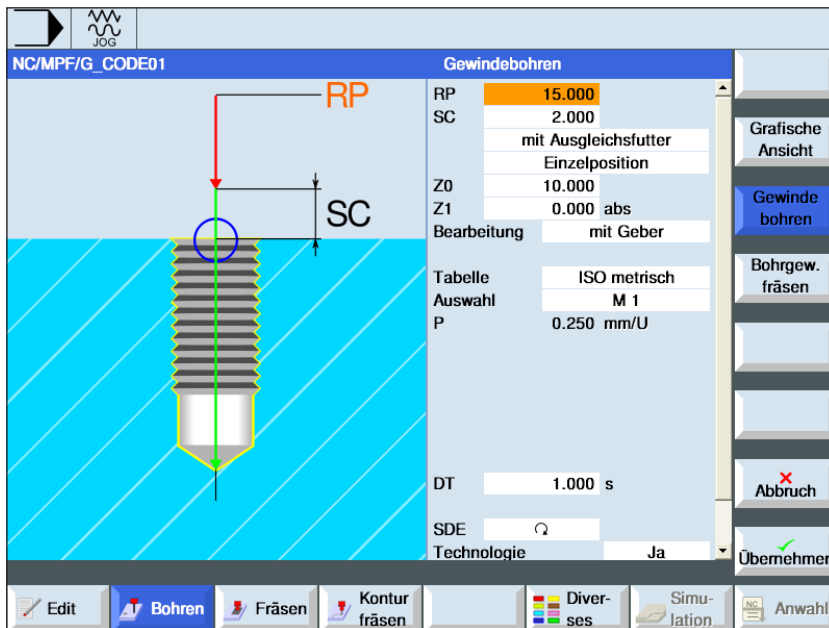 JOG
NC/MPF/G_CODE01
Gewindebohren
RP
SC
RP 15.000
SC 2.000
mit Ausgleichsfutter
Einzelposition
Z0 10.000
Z1 0.000 abs
Bearbeitung mit Geber
Tabelle ISO metrisch
Auswahl M 1
P 0.250 mm/U
DT 1.000 s
SDE
Technologie Ja
Grafische
Ansicht
Gewinde
bohren
Bohrgew.
fräsen
Abbruch
Übernehmen
Edit
Bohren
Fräsen
Kontur
fräsen
Diver-
ses
Simu-
lation
NC
Anwahl